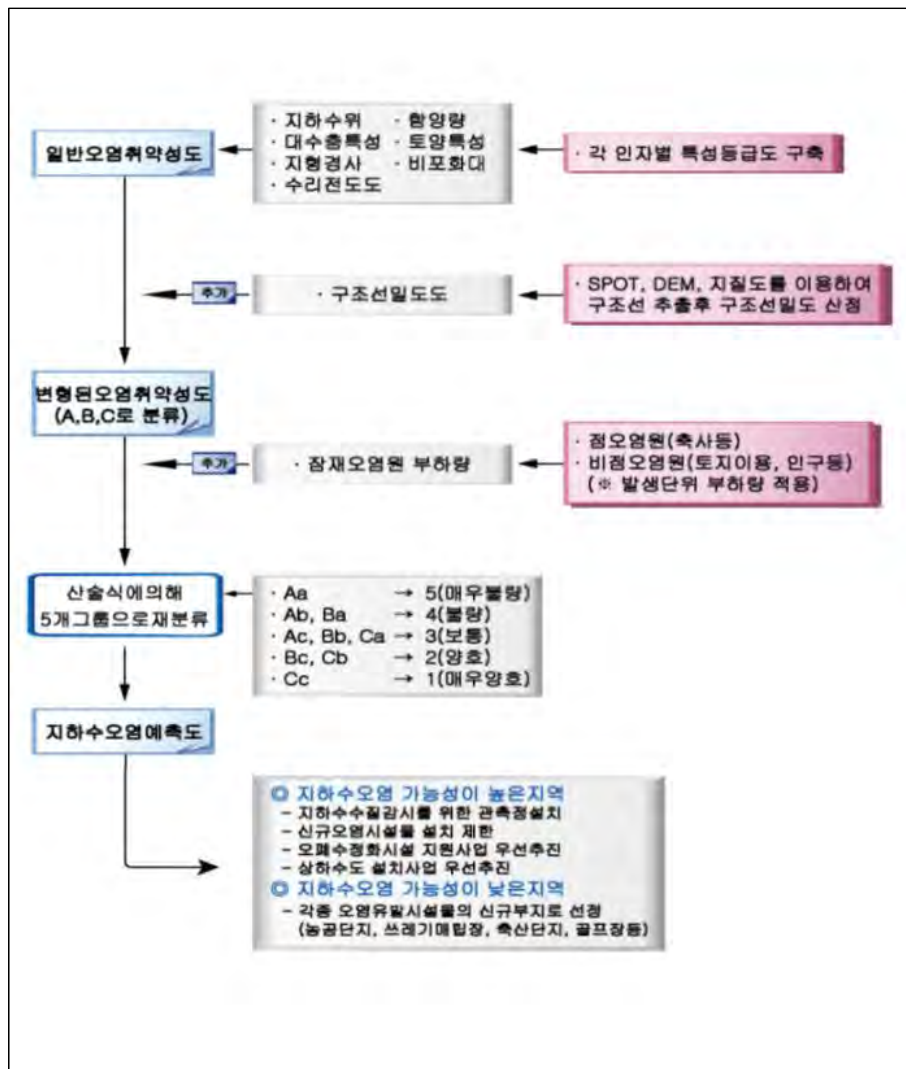 일반오염취약성도
· 지하수위 · 함양량
· 대수층특성 · 토양특성
· 지형경사 · 비포화대
· 수리전도도
· 각 인자별 특성등급도 구축
추가
· 구조선밀도도
· SPOT, DEM, 지질도를 이용하여
구조선 추출후 구조선밀도 산정
변형된오염취약성도
(A,B,C로 분류)
추가
· 잠재오염원 부하량
· 점오염원(축사등)
· 비점오염원(토지이용, 인구등)
(※ 발생단위 부하량 적용)
산술식에의해
5개그룹으로재분류
· Aa → 5(매우불량)
· Ab, Ba → 4(불량)
· Ac, Bb, Ca → 3(보통)
· Bc, Cb → 2(양호)
· Cc → 1(매우양호)
지하수오염예측도
◎ 지하수오염 가능성이 높은지역
– 지하수수질감시를 위한 관측정설치
– 신규오염시설물 설치 제한
– 오폐수정화시설 지원사업 우선추진
– 상하수도 설치사업 우선추진
◎ 지하수오염 가능성이 낮은지역
– 각종 오염유발시설물의 신규부지로 선정
(농공단지, 쓰레기매립장, 축산단지, 골프장등)